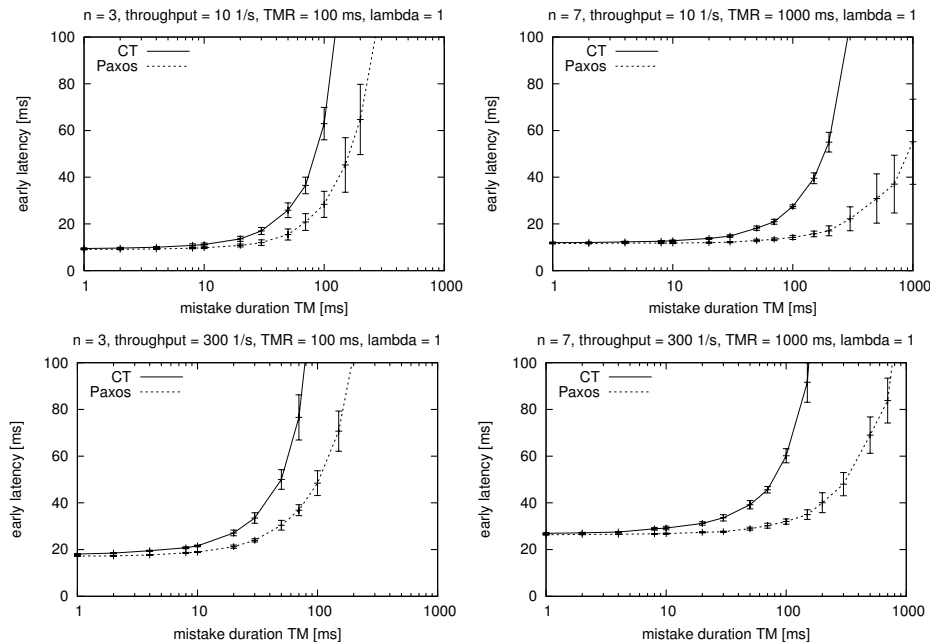 n = 3, throughput = 10 1/s, TMR = 100 ms, lambda = 1
100
80
60
40
20
0
early latency [ms]
CT
Paxos
1 10 100 1000
mistake duration TM [ms]
n = 7, throughput = 10 1/s, TMR = 1000 ms, lambda = 1
100
80
60
40
20
0
early latency [ms]
CT
Paxos
1 10 100 1000
mistake duration TM [ms]
n = 3, throughput = 300 1/s, TMR = 100 ms, lambda = 1
100
80
60
40
20
0
early latency [ms]
CT
Paxos
1 10 100 1000
mistake duration TM [ms]
n = 7, throughput = 300 1/s, TMR = 1000 ms, lambda = 1
100
80
60
40
20
0
early latency [ms]
CT
Paxos
1 10 100 1000
mistake duration TM [ms]